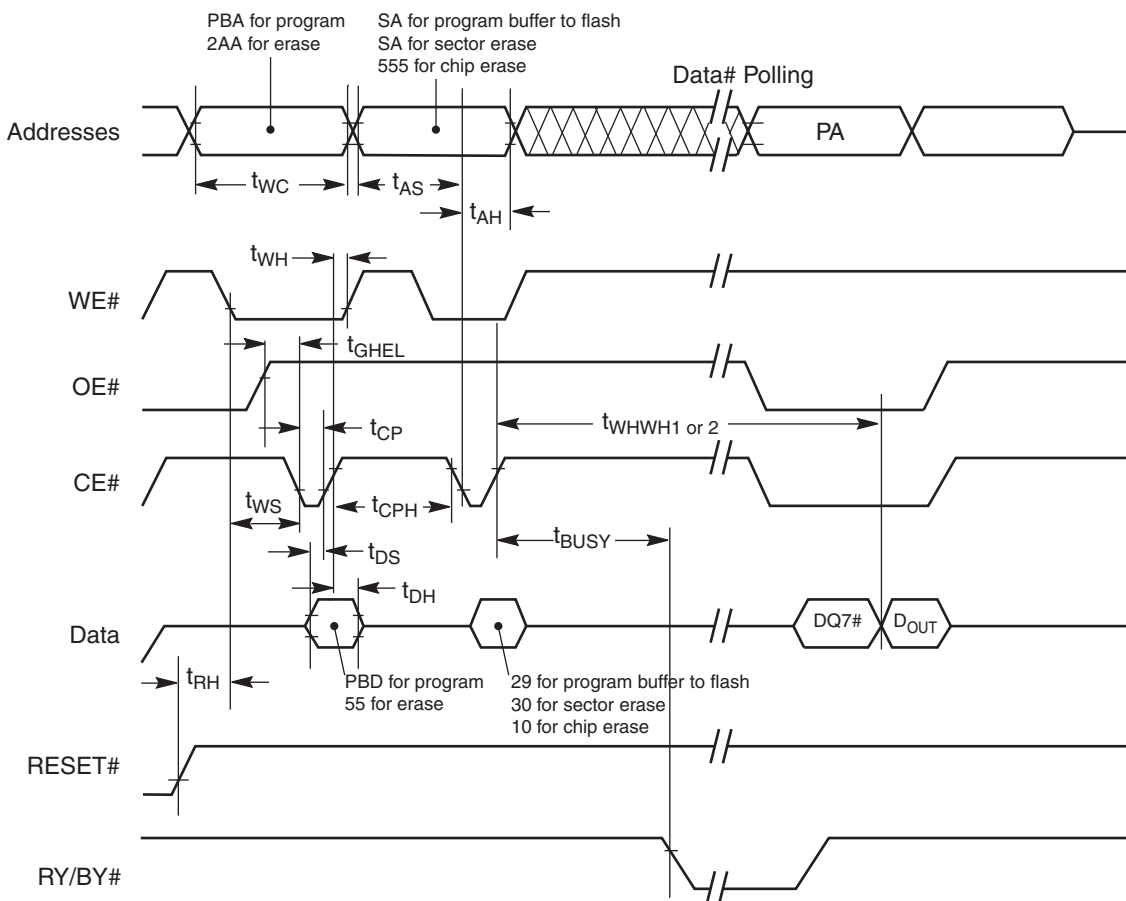 PBA for program
2AA for erase
SA for program buffer to flash
SA for sector erase
555 for chip erase
Data# Polling
Addresses
PA
tWC
tAS
tAH
tWH
WE#
tGHEL
OE#
tWHWH1 or 2
tCP
CE#
tWS
tCPH
tBUSY
tDS
tDH
Data
DQ7#
DOUT
tRH
PBD for program
55 for erase
29 for program buffer to flash
30 for sector erase
10 for chip erase
RESET#
RY/BY#